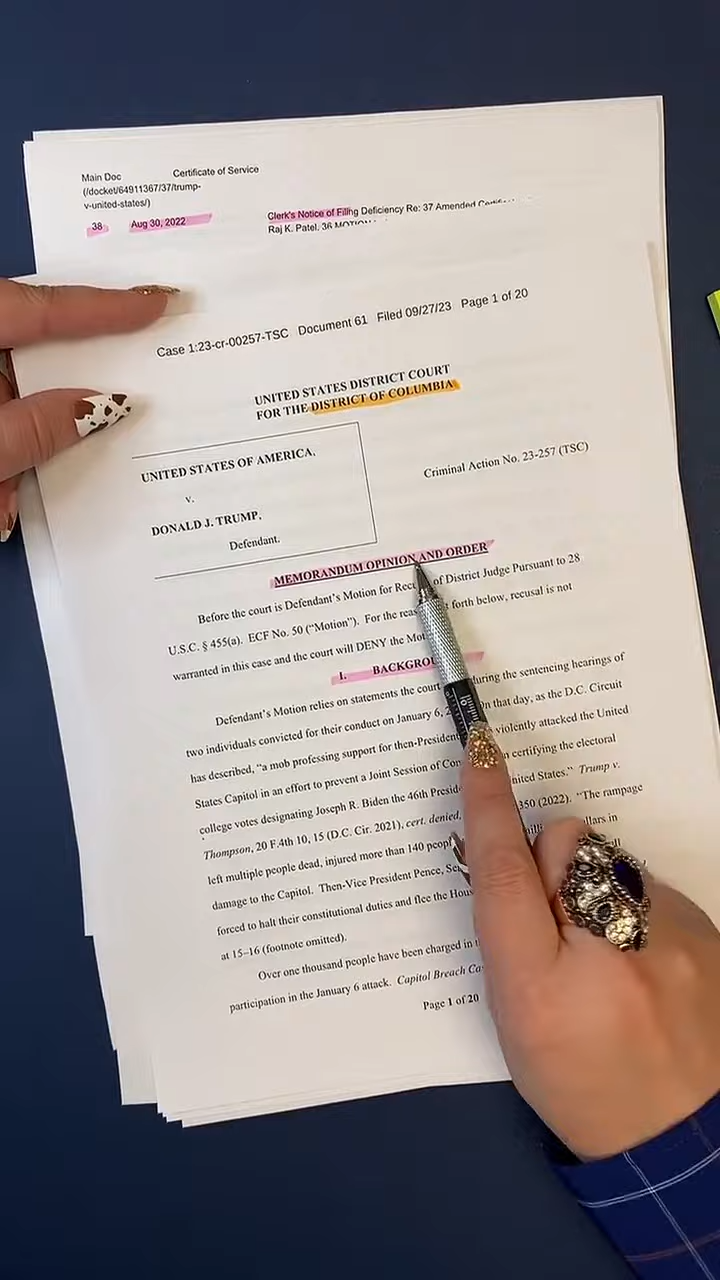 Main Doc Certificate of Service
(/docket/64911367/37/trump-
v-united-states/)
38 Aug 30, 2022 Clerk's Notice of Filing Deficiency Re: 37 Amended
Raj K. Patel, 36 MOTION
Case 1:23-cr-00257-TSC Document 61 Filed 09/27/23 Page 1 of 20
UNITED STATES DISTRICT COURT
FOR THE DISTRICT OF COLUMBIA
UNITED STATES OF AMERICA,
v.
DONALD J. TRUMP,
Defendant.
Criminal Action No. 23-257 (TSC)
MEMORANDUM OPINION AND ORDER
Before the court is Defendant's Motion for of District Judge Pursuant to 28
U.S.C. § 455(a). ECF No. 50 ("Motion"). For the forth below, recusal is not
warranted in this case and the court will DENY the
I. BACKGROU
Defendant's Motion relies on statements the court during the sentencing hearings of
two individuals convicted for their conduct on January 6, On that day, as the D.C. Circuit
has described, "a mob professing support for then-President violently attacked the United
States Capitol in an effort to prevent a Joint Session of certifying the electoral
college votes designating Joseph R. Biden the 46th United States." Trump v.
Thompson, 20 F.4th 10, 15 (D.C. Cir. 2021), cert. denied, 350 (2022). "The rampage
left multiple people dead, injured more than 140 in
damage to the Capitol. Then-Vice President Pence,
forced to halt their constitutional duties and flee the
at 15–16 (footnote omitted).
Over one thousand people have been charged in
participation in the January 6 attack. Capitol Breach
Page 1 of 20